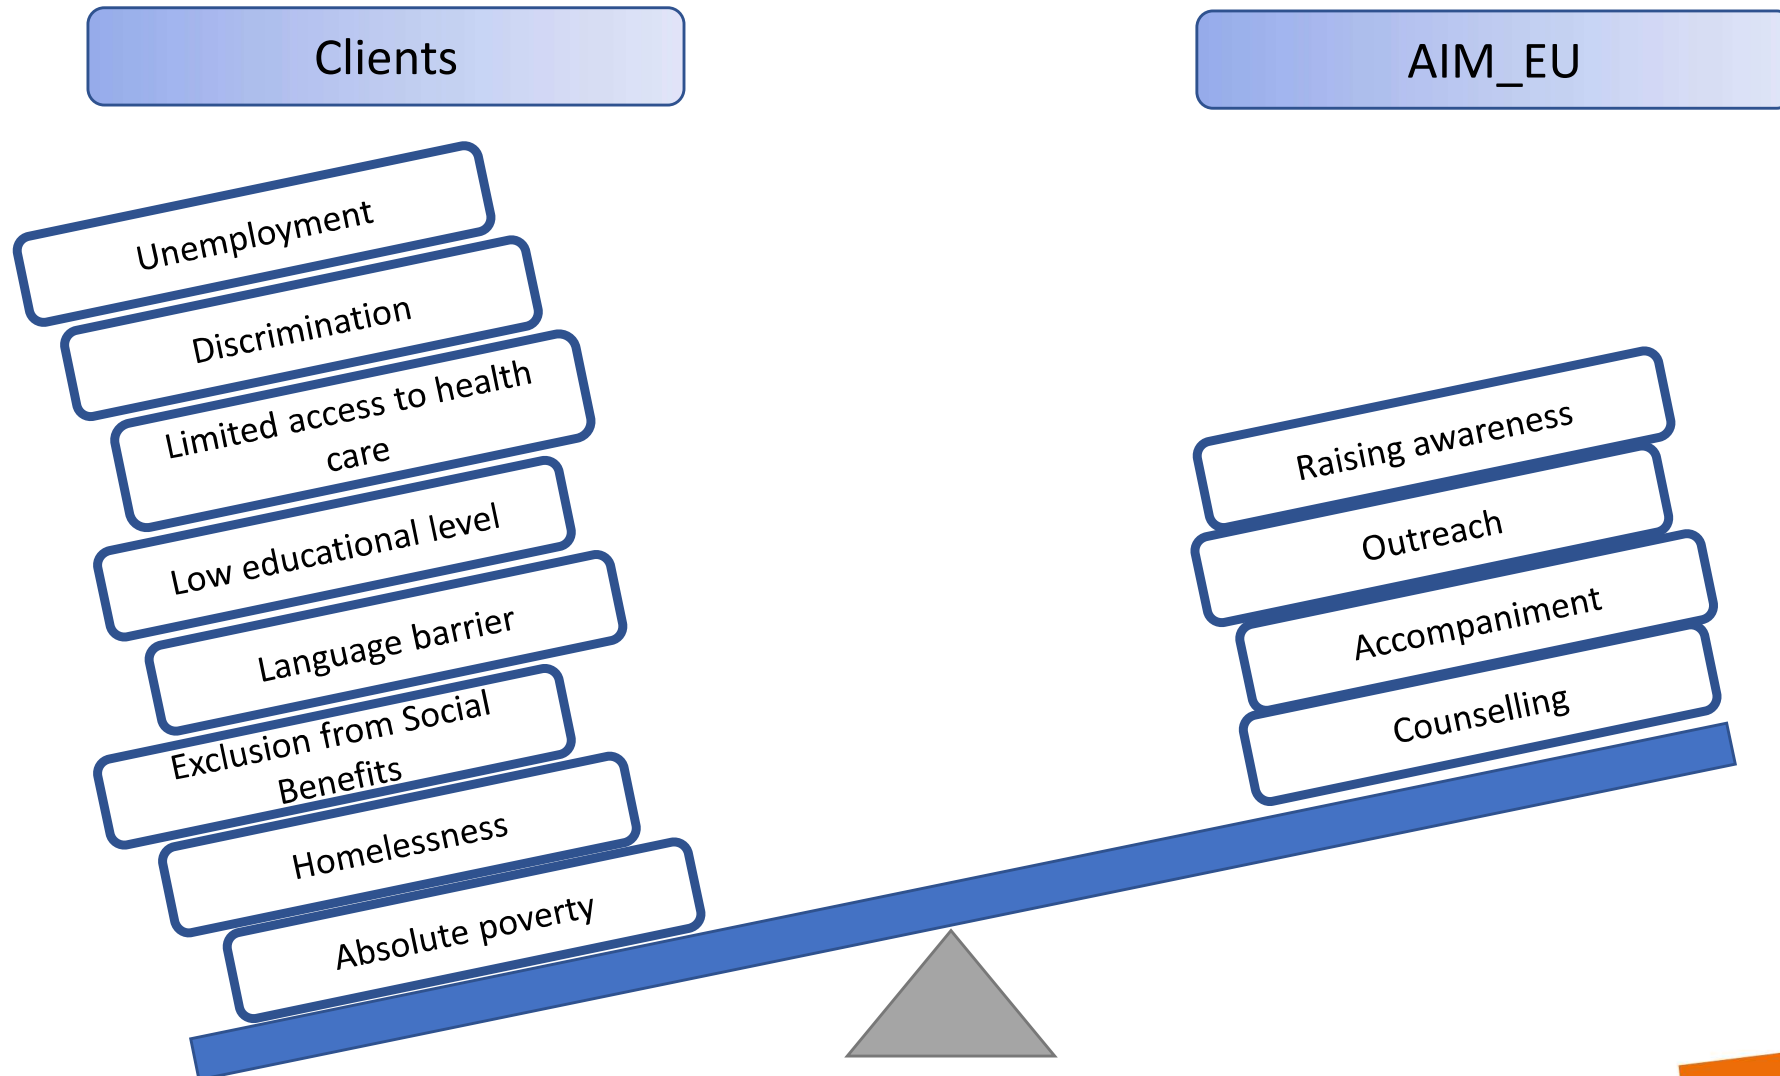 Clients
Unemployment
Discrimination
Limited access to health
care
Low educational level
Language barrier
Exclusion from Social
Benefits
Homelessness
Absolute poverty
AIM_EU
Raising awareness
Outreach
Accompaniment
Counselling